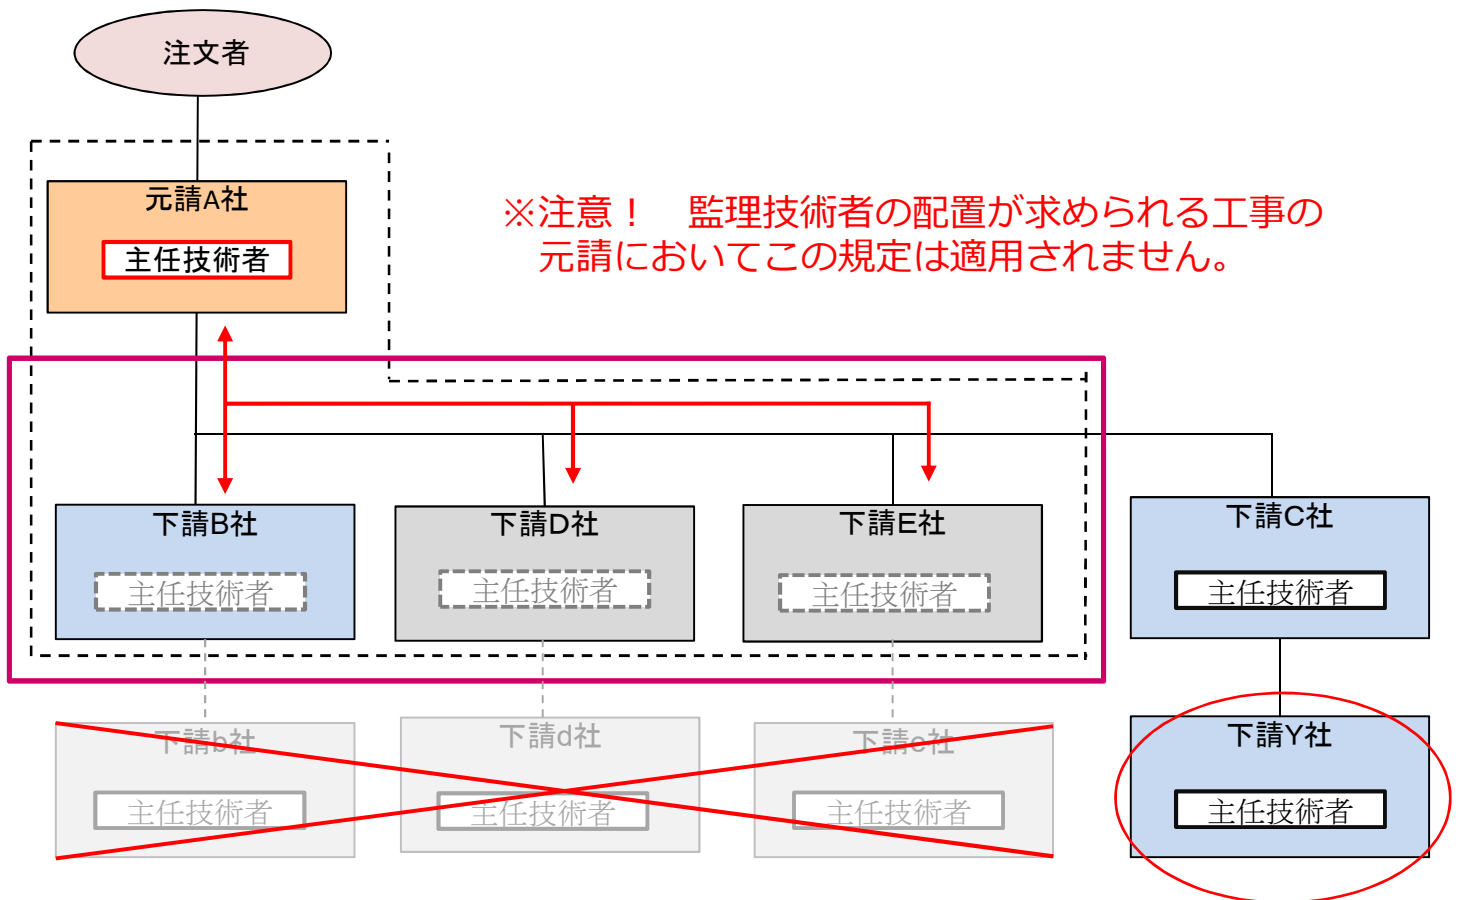 注文者
元請A社
主任技術者
※注意！　監理技術者の配置が求められる工事の
元請においてこの規定は適用されません。
下請B社
主任技術者
下請D社
主任技術者
下請E社
主任技術者
下請C社
主任技術者
下請b社
主任技術者
下請d社
主任技術者
下請e社
主任技術者
下請Y社
主任技術者